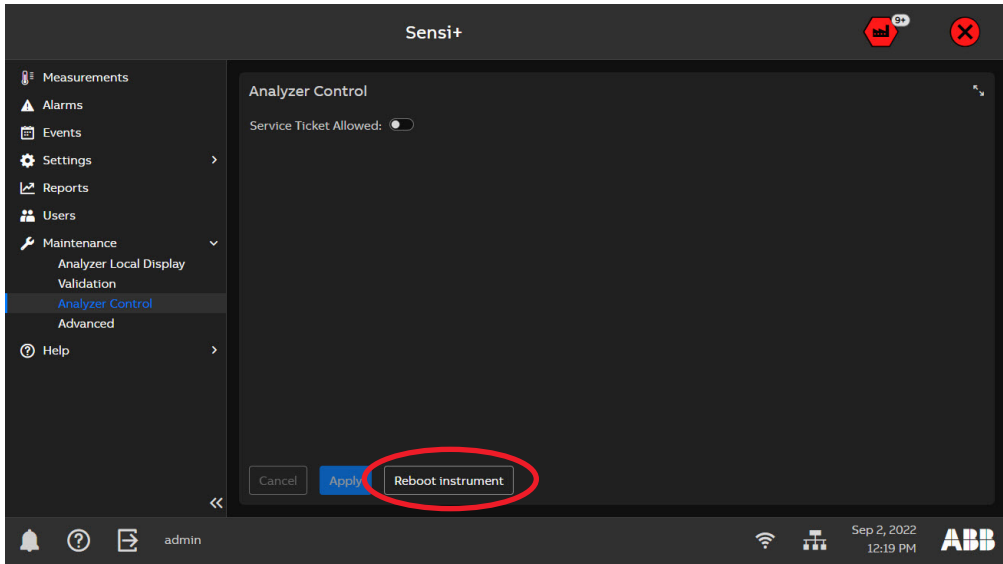 Sensi+
9+
Measurements
Alarms
Events
Settings
Reports
Users
Maintenance
Analyzer Local Display
Validation
Analyzer Control
Advanced
Help
Analyzer Control
Service Ticket Allowed:
Cancel
Apply
Reboot instrument
admin
Sep 2, 2022
12:19 PM
ABB